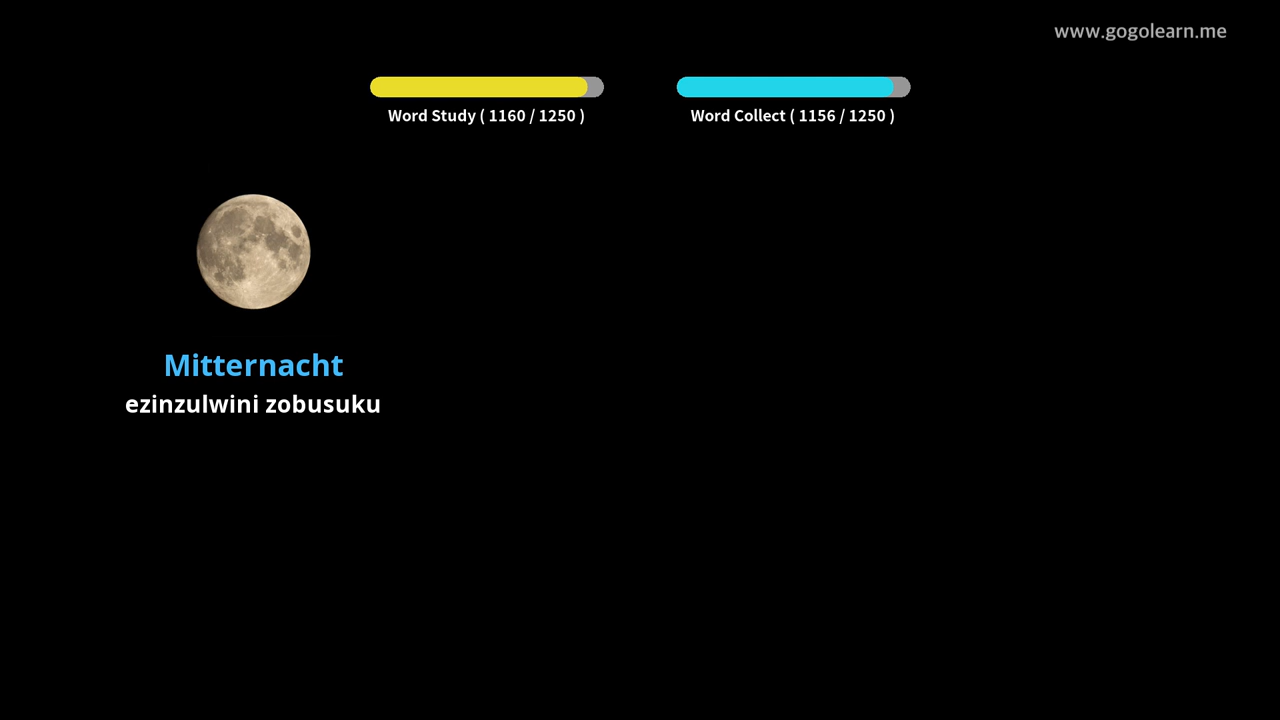 www.gogolearn.me
Word Study ( 1160 / 1250 )
Word Collect ( 1156 / 1250 )
Mitternacht
ezinzulwini zobusuku